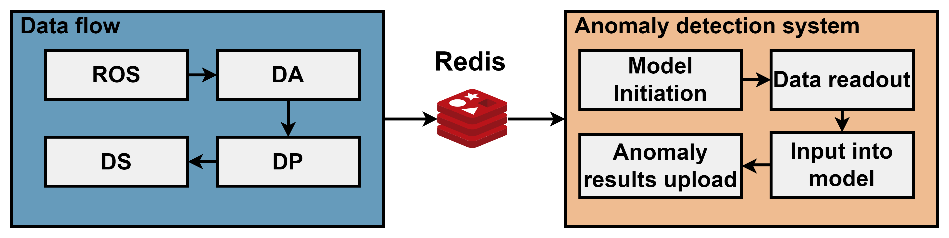 Data flow
ROS
DA
DS
DP
Redis
Anomaly detection system
Model
Initiation
Data readout
Anomaly
results upload
Input into
model